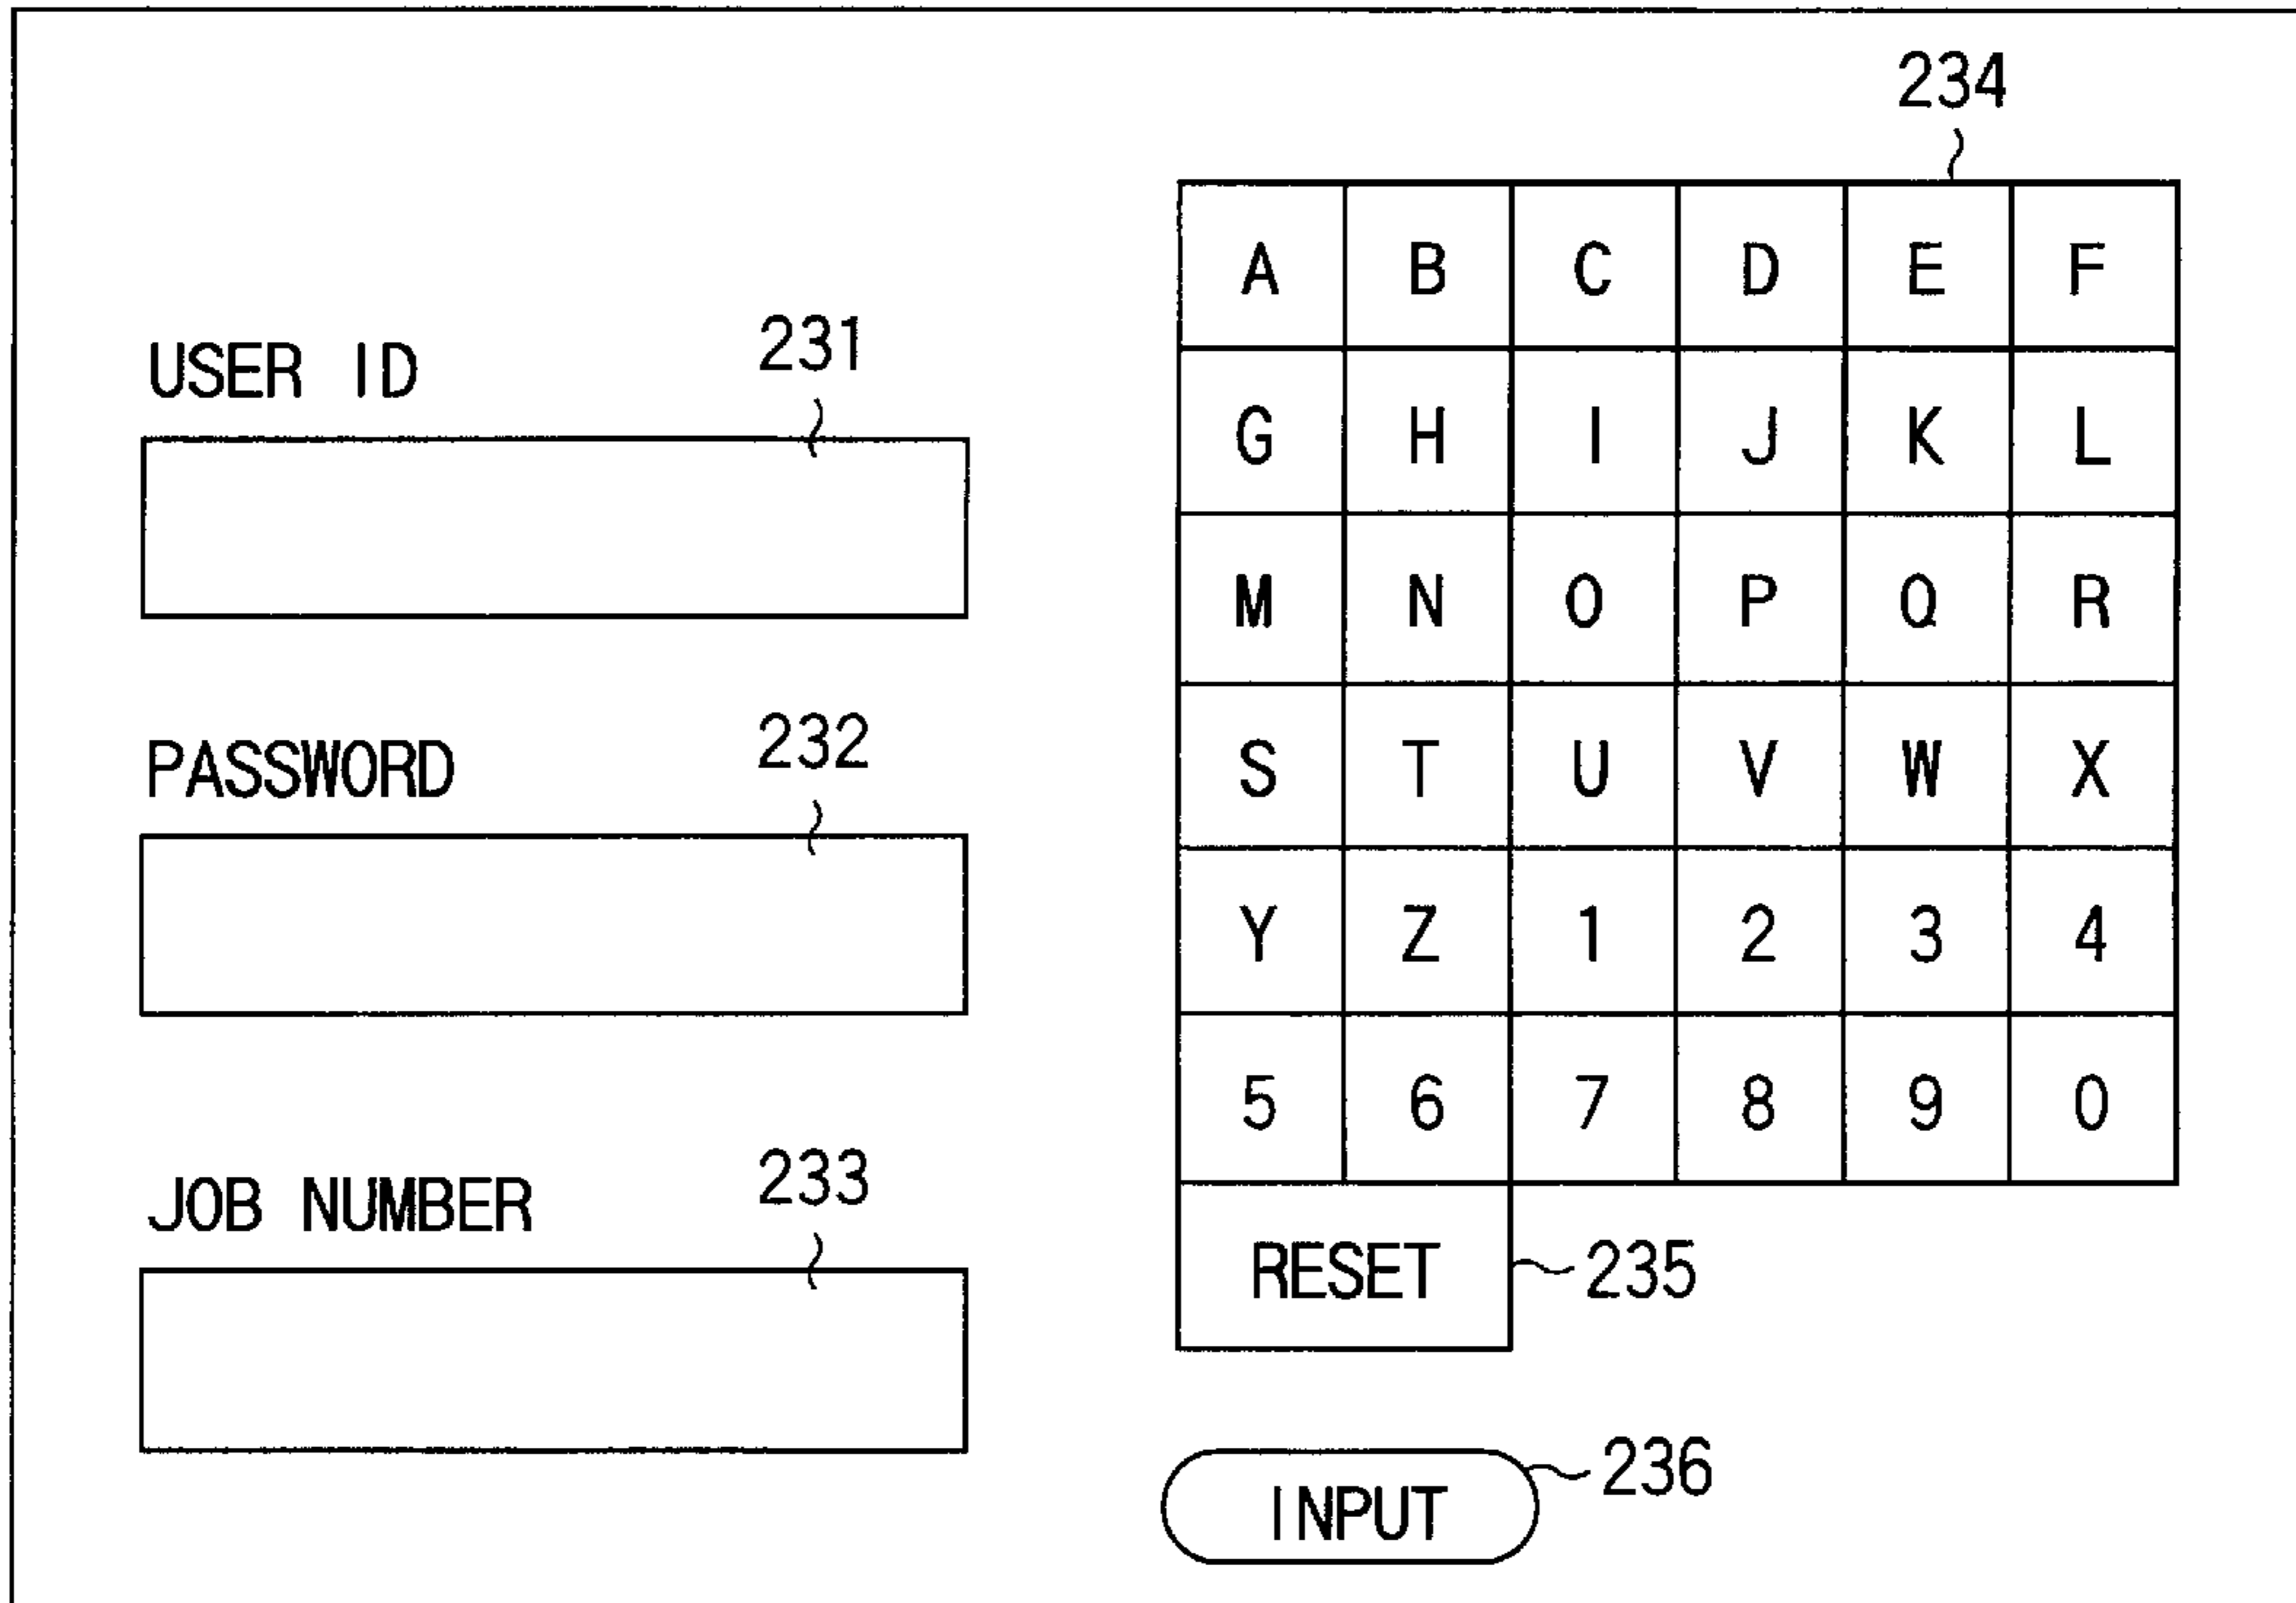 234
A B C D E F
USER ID 231
G H I J K L
M N O P Q R
PASSWORD 232
S T U V W X
Y Z 1 2 3 4
5 6 7 8 9 0
JOB NUMBER 233
RESET 235
INPUT 236